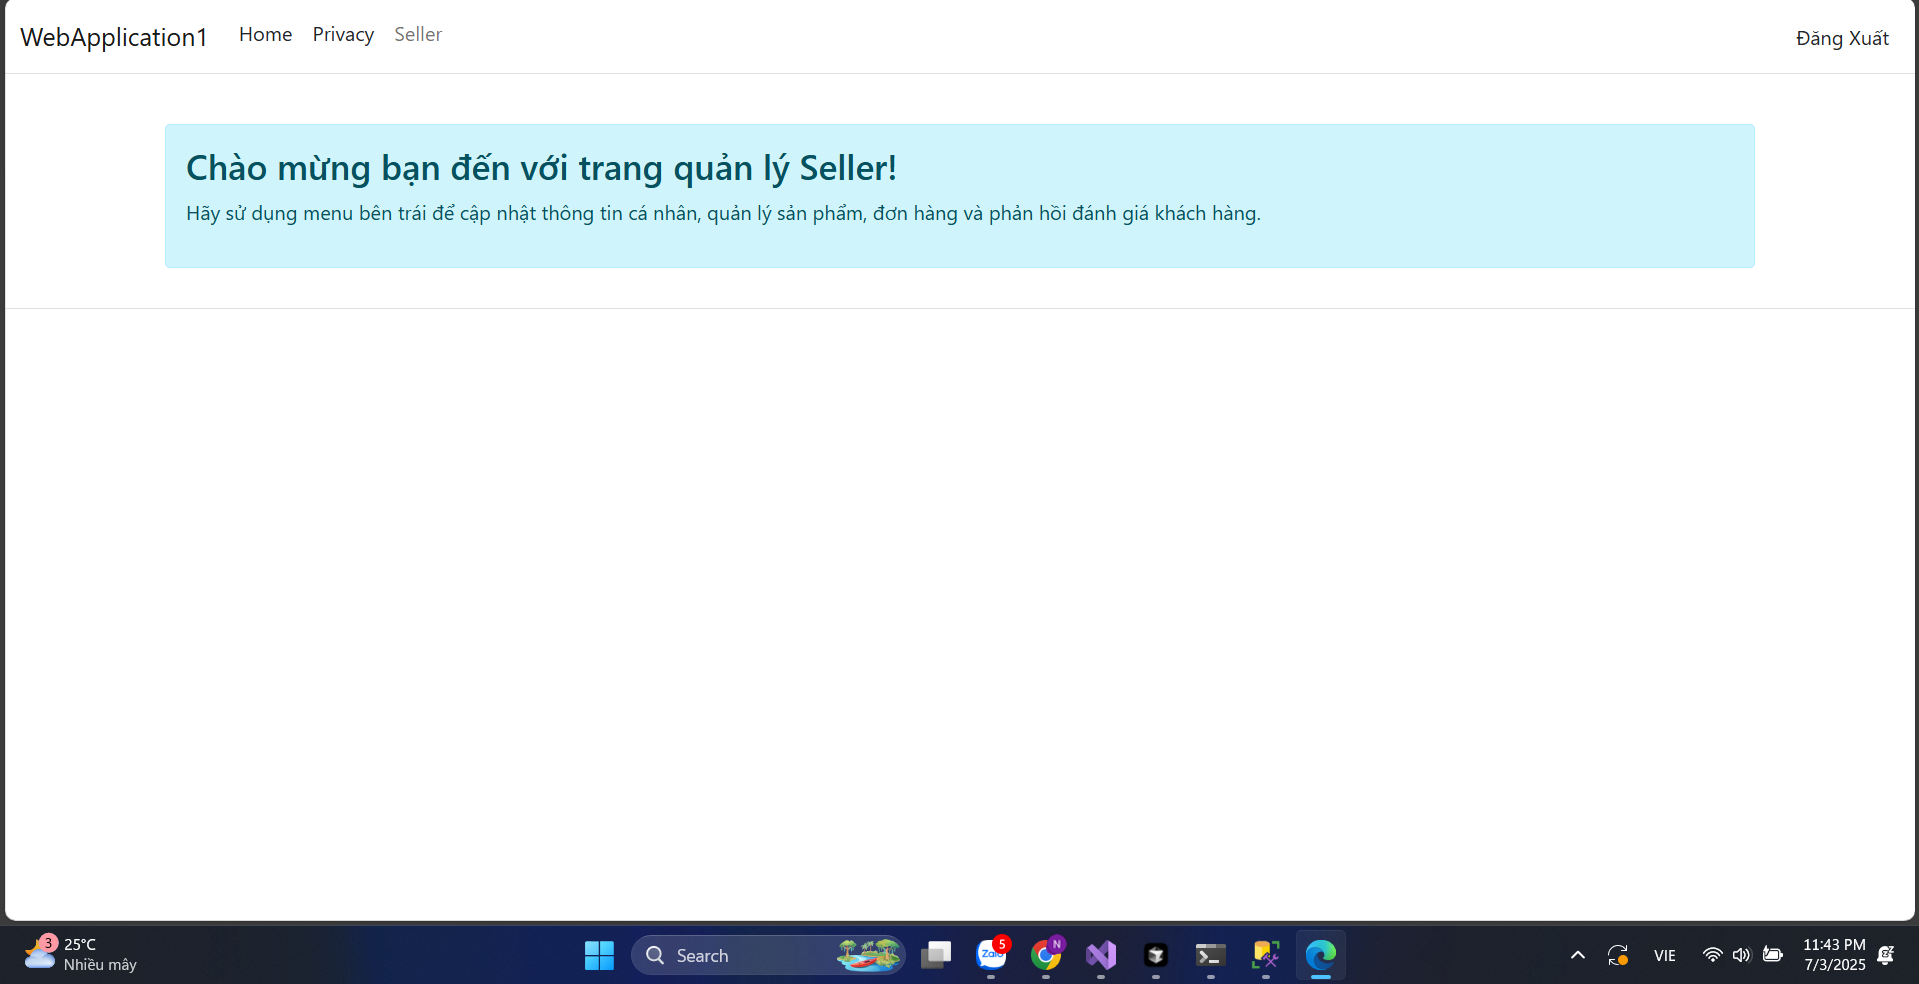 WebApplication1 Home Privacy Seller Đăng Xuất
Chào mừng bạn đến với trang quản lý Seller!
Hãy sử dụng menu bên trái để cập nhật thông tin cá nhân, quản lý sản phẩm, đơn hàng và phản hồi đánh giá khách hàng.
3 25°C
Nhiều mây
Search
Zalo 5
N
VIE
11:43 PM
7/3/2025